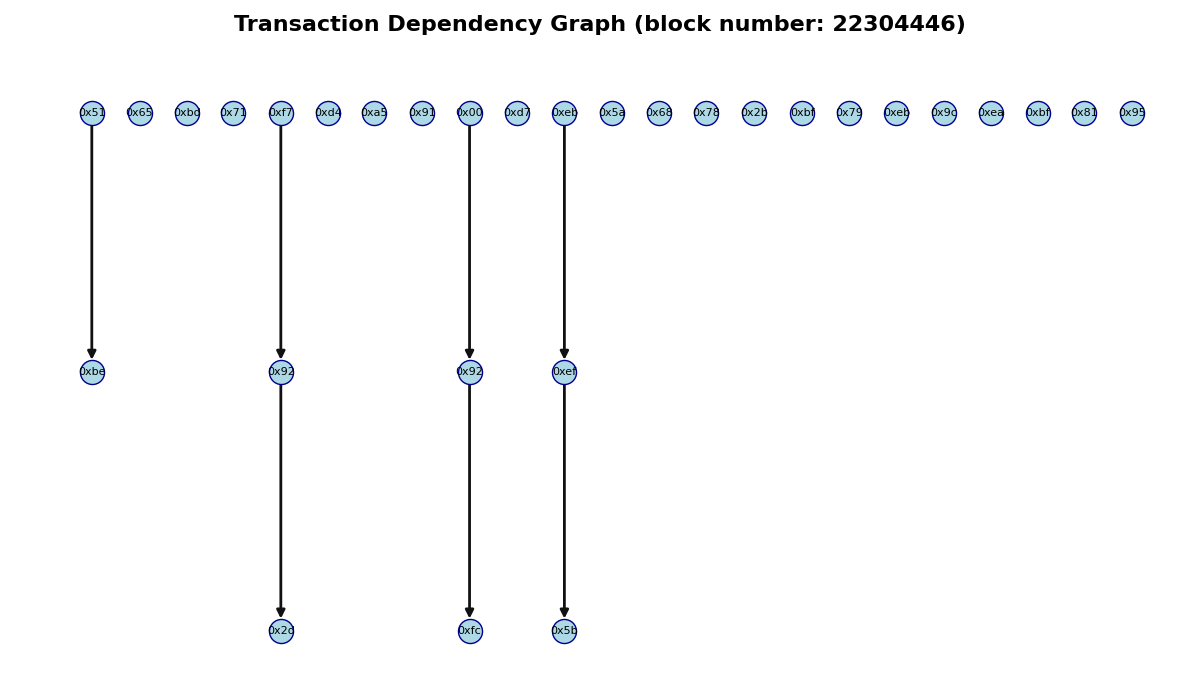 Transaction Dependency Graph (block number: 22304446)
0x51 0x65 0xbd 0x71 0xf7 0xd4 0xa5 0x91 0x00 0xd7 0xeb 0x5a 0x68 0x78 0x2b 0xbf 0x79 0xeb 0x9c 0xea 0xbf 0x81 0x95
0xbe 0x92 0x92 0xef
0x2d 0xfc 0x5b